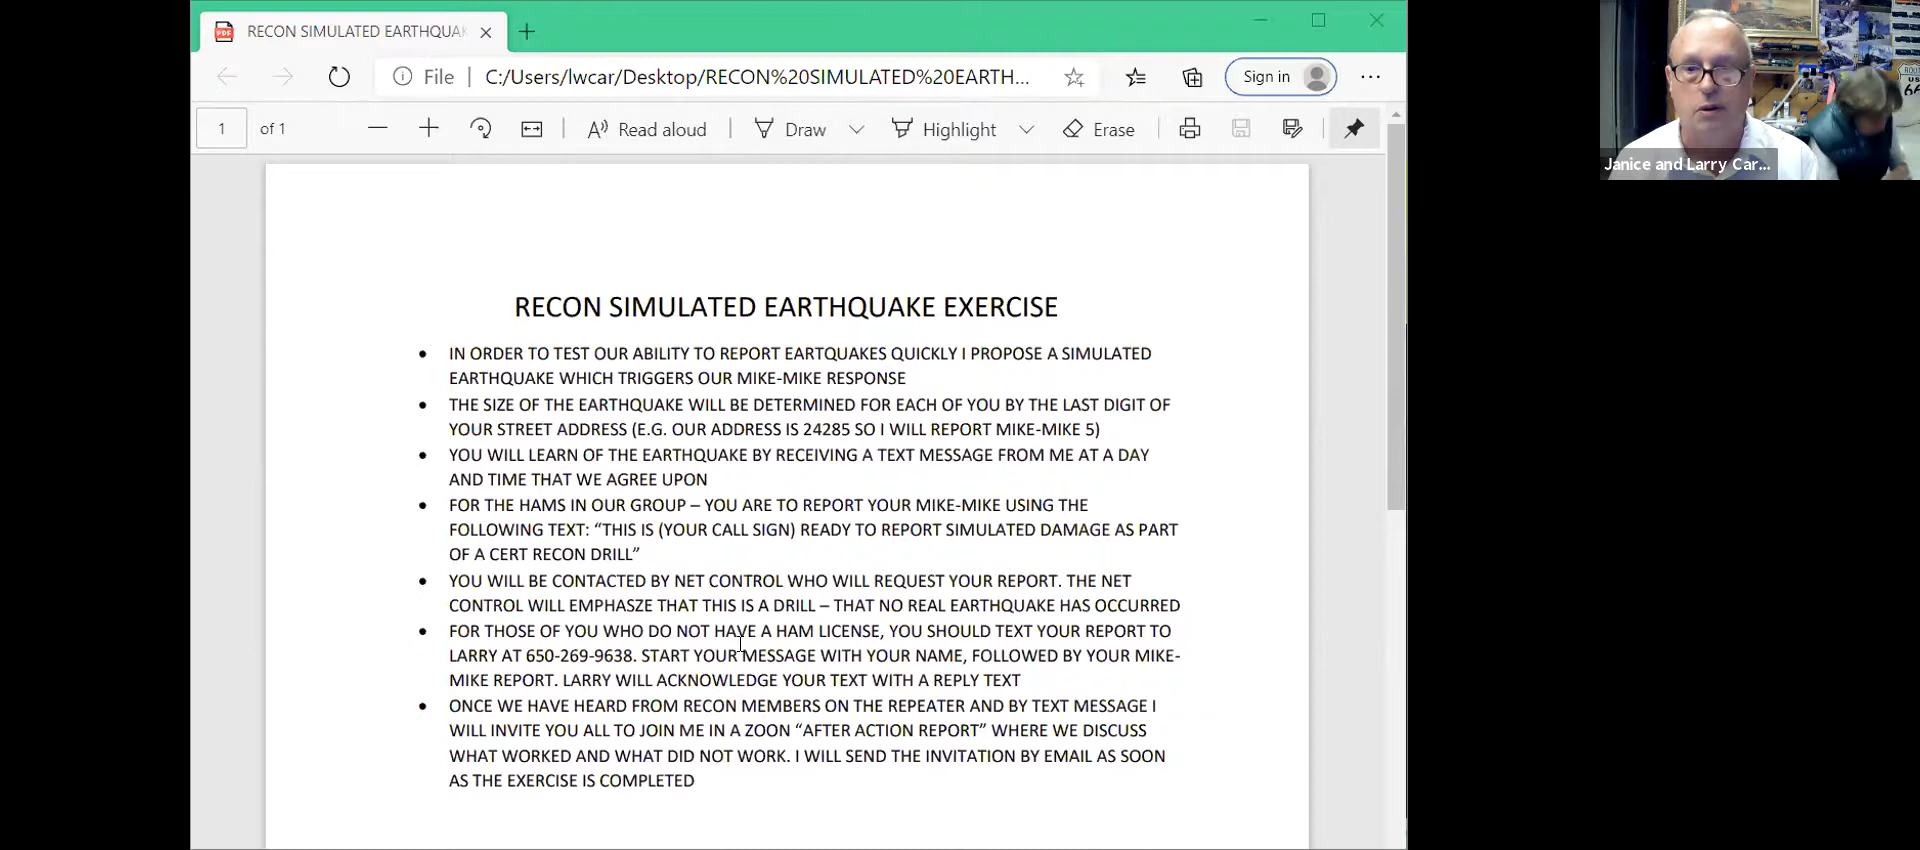 RECON SIMULATED EARTHQUAK
File
C:/Users/lwcar/Desktop/RECON%20SIMULATED%20EARTH...
Sign in
1 of 1
Read aloud
Draw
Highlight
Erase
Janice and Larry Car...
ROUT
US
RECON SIMULATED EARTHQUAKE EXERCISE
• IN ORDER TO TEST OUR ABILITY TO REPORT EARTQUAKES QUICKLY I PROPOSE A SIMULATED
EARTHQUAKE WHICH TRIGGERS OUR MIKE-MIKE RESPONSE
• THE SIZE OF THE EARTHQUAKE WILL BE DETERMINED FOR EACH OF YOU BY THE LAST DIGIT OF
YOUR STREET ADDRESS (E.G. OUR ADDRESS IS 24285 SO I WILL REPORT MIKE-MIKE 5)
• YOU WILL LEARN OF THE EARTHQUAKE BY RECEIVING A TEXT MESSAGE FROM ME AT A DAY
AND TIME THAT WE AGREE UPON
• FOR THE HAMS IN OUR GROUP – YOU ARE TO REPORT YOUR MIKE-MIKE USING THE
FOLLOWING TEXT: “THIS IS (YOUR CALL SIGN) READY TO REPORT SIMULATED DAMAGE AS PART
OF A CERT RECON DRILL”
• YOU WILL BE CONTACTED BY NET CONTROL WHO WILL REQUEST YOUR REPORT. THE NET
CONTROL WILL EMPHASZE THAT THIS IS A DRILL – THAT NO REAL EARTHQUAKE HAS OCCURRED
• FOR THOSE OF YOU WHO DO NOT HAVE A HAM LICENSE, YOU SHOULD TEXT YOUR REPORT TO
LARRY AT 650-269-9638. START YOUR MESSAGE WITH YOUR NAME, FOLLOWED BY YOUR MIKE-
MIKE REPORT. LARRY WILL ACKNOWLEDGE YOUR TEXT WITH A REPLY TEXT
• ONCE WE HAVE HEARD FROM RECON MEMBERS ON THE REPEATER AND BY TEXT MESSAGE I
WILL INVITE YOU ALL TO JOIN ME IN A ZOON “AFTER ACTION REPORT” WHERE WE DISCUSS
WHAT WORKED AND WHAT DID NOT WORK. I WILL SEND THE INVITATION BY EMAIL AS SOON
AS THE EXERCISE IS COMPLETED